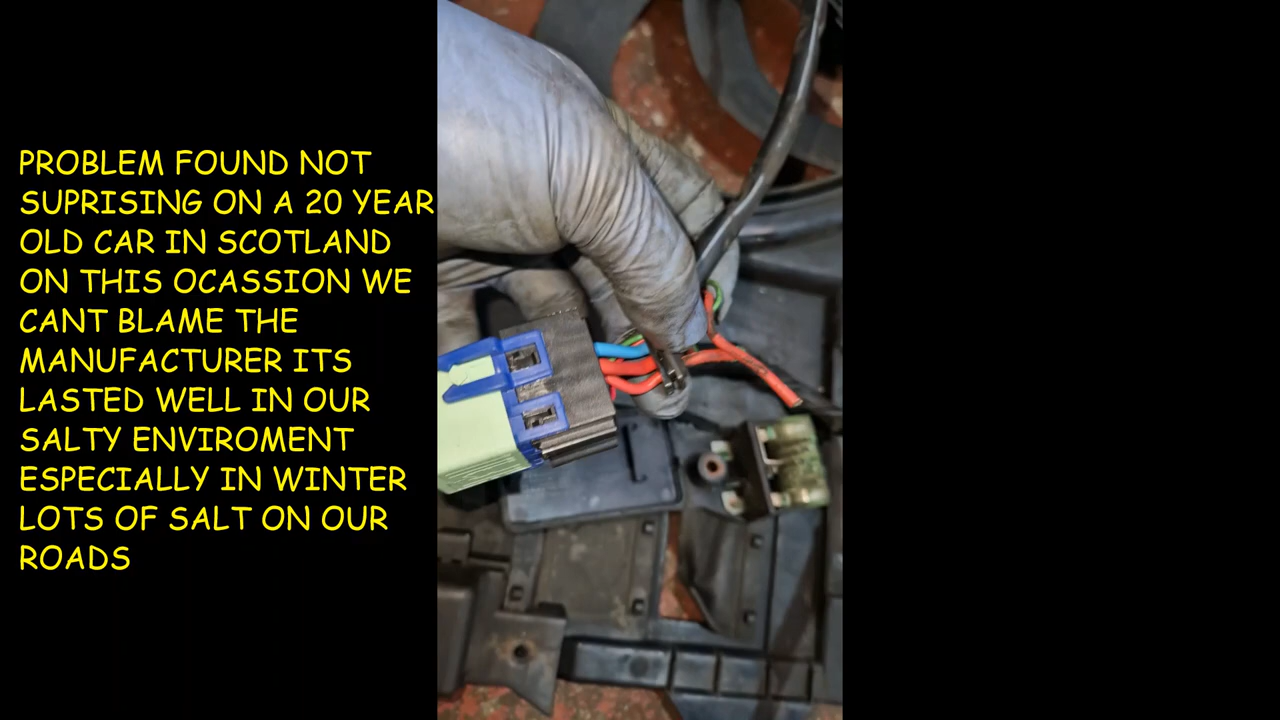 PROBLEM FOUND NOT
SUPRISING ON A 20 YEAR
OLD CAR IN SCOTLAND
ON THIS OCASSION WE
CANT BLAME THE
MANUFACTURER ITS
LASTED WELL IN OUR
SALTY ENVIROMENT
ESPECIALLY IN WINTER
LOTS OF SALT ON OUR
ROADS